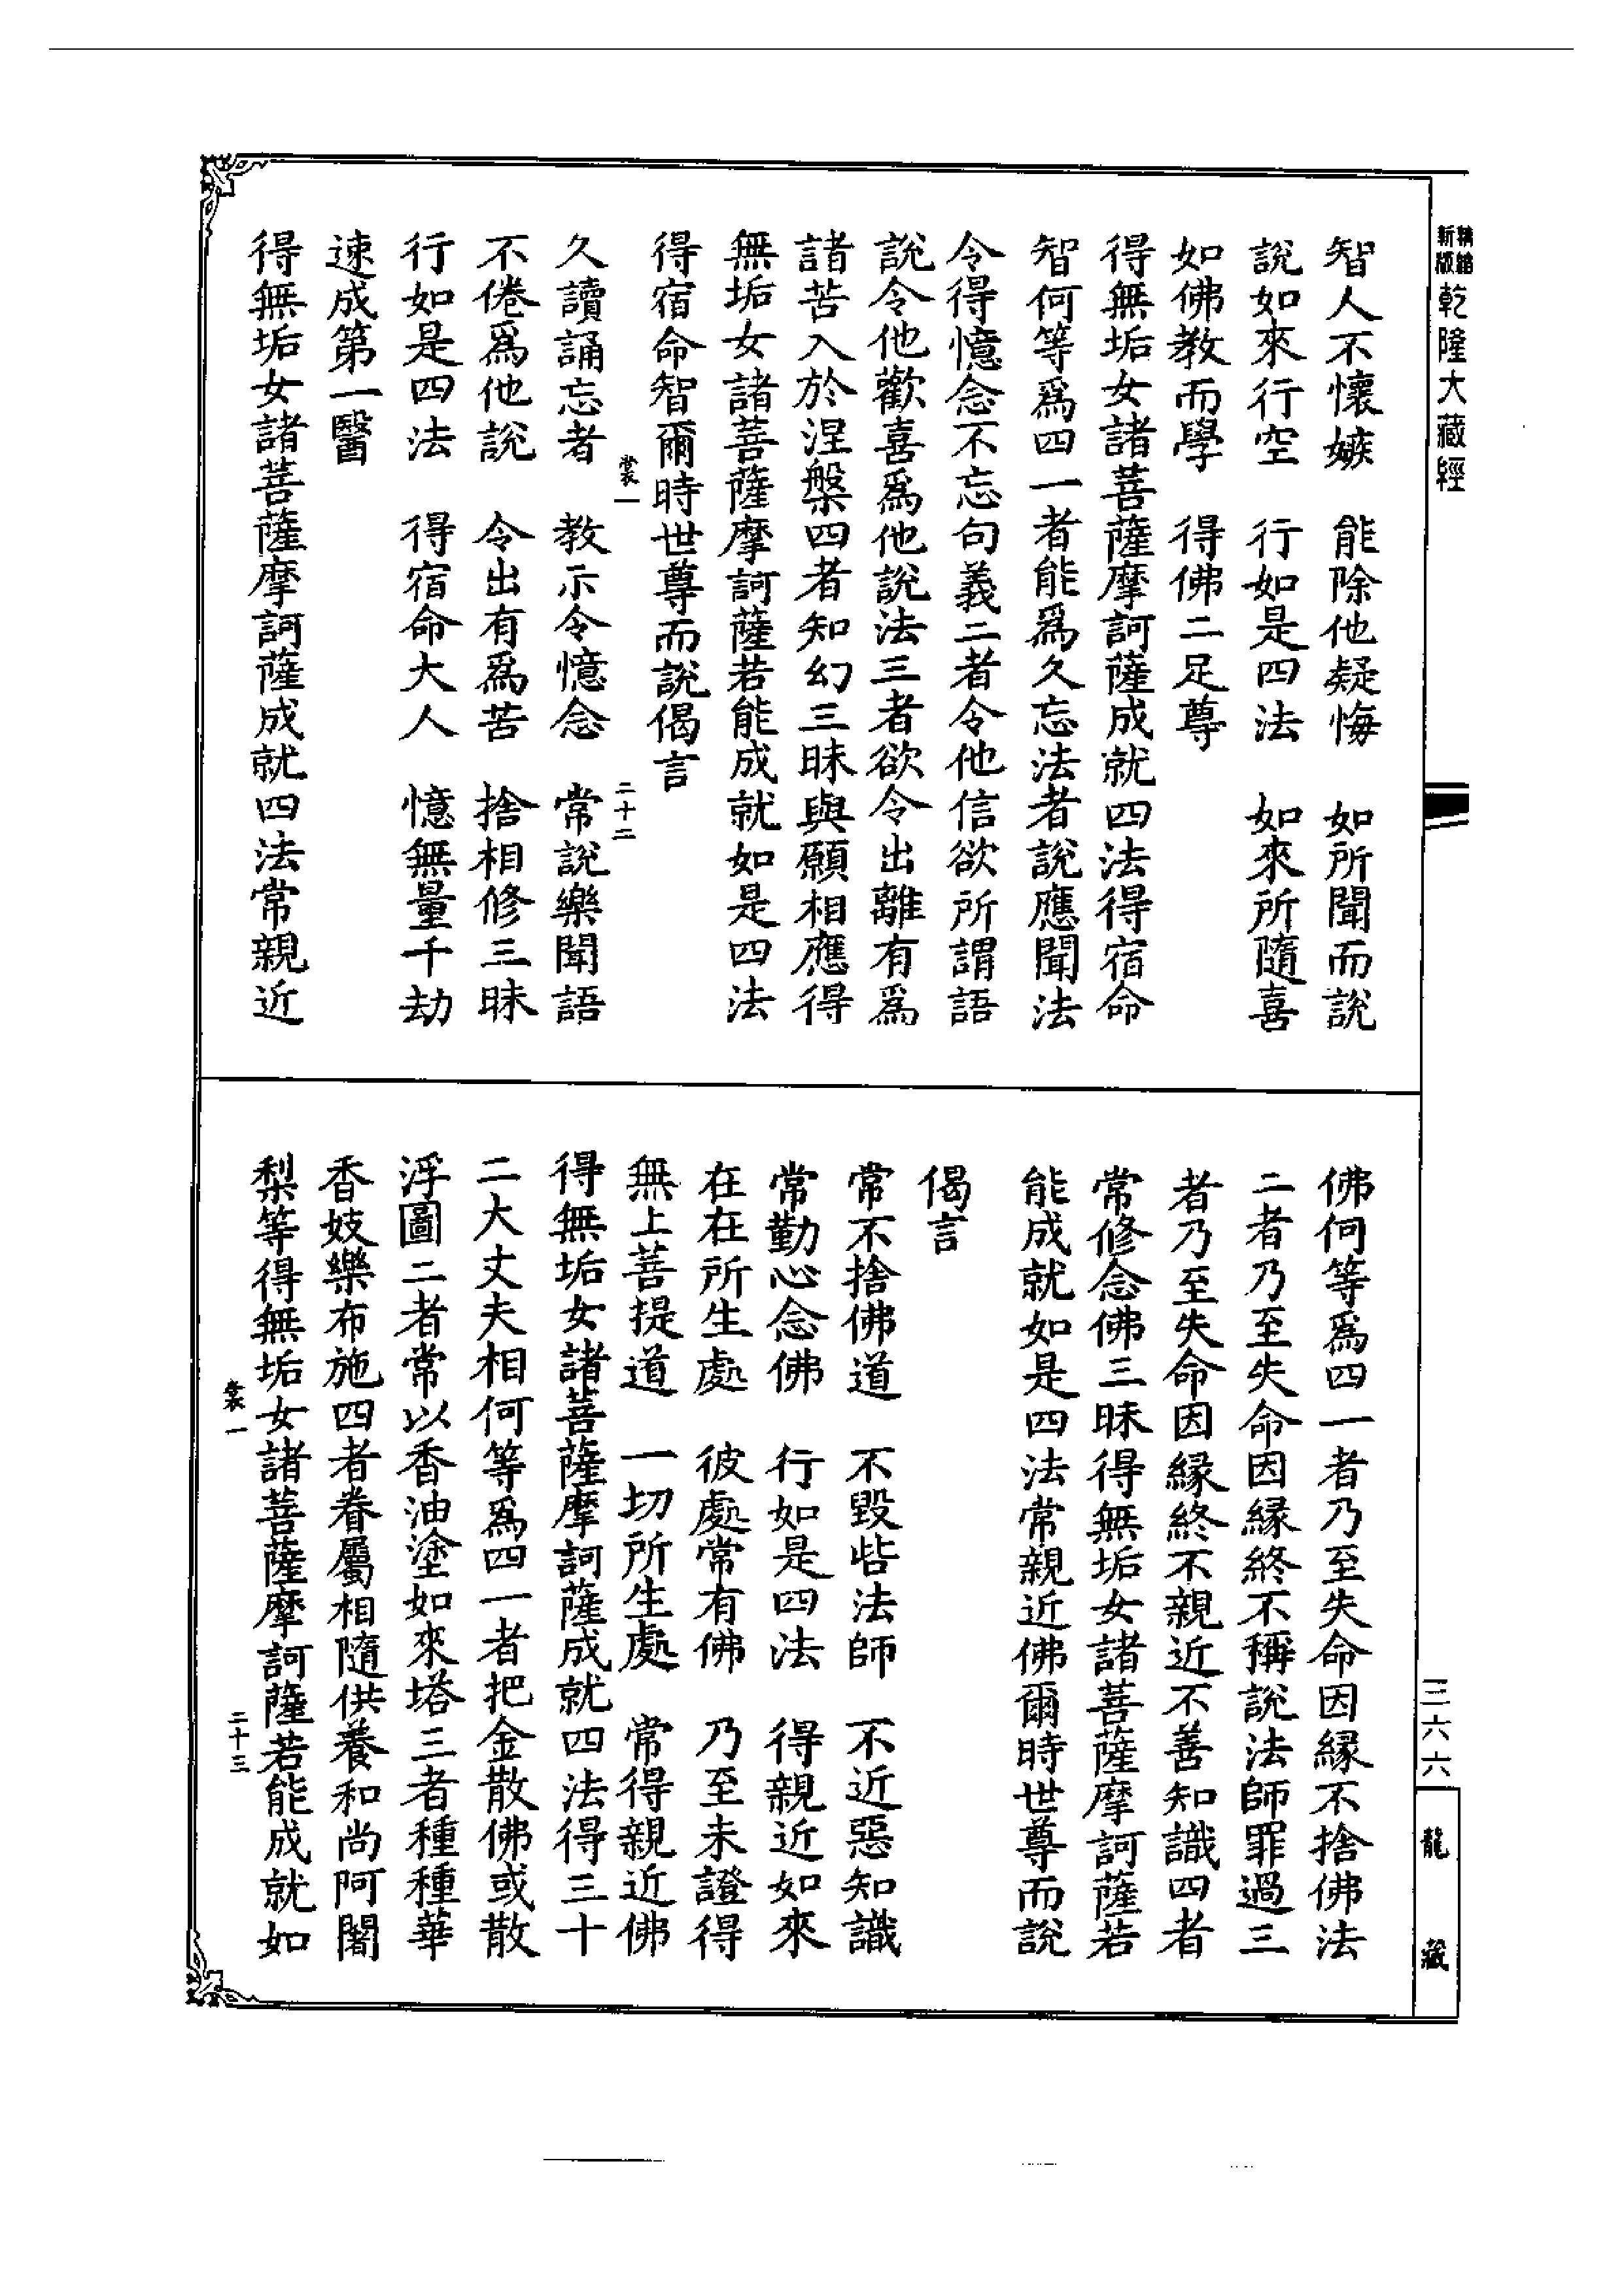 精縮新版乾隆大藏經
智人不懷嫉　能除他疑悔　如所聞而說
說如來行空　行如是四法　如來所隨喜
如佛教而學　得佛二足尊
得無垢女諸菩薩摩訶薩成就四法得宿命
智何等為四一者能為久忘法者說應聞法
令得憶念不忘句義二者令他信欲所謂語
說令他歡喜為他說法三者欲令出離有為
諸苦入於涅槃四者知幻三昧與願相應得
無垢女諸菩薩摩訶薩若能成就如是四法
得宿命智爾時世尊而說偈言
裳一　二十二
久讀誦忘者　教示令憶念　常說樂聞語
不倦為他說　令出有為苦　捨相修三昧
行如是四法　得宿命大人　憶無量千劫
速成第一醫
得無垢女諸菩薩摩訶薩成就四法常親近
佛何等為四一者乃至失命因緣不捨佛法
二者乃至失命因緣終不稱說法師罪過三
者乃至失命因緣終不親近不善知識四者
常修念佛三昧得無垢女諸菩薩摩訶薩若
能成就如是四法常親近佛爾時世尊而說
偈言
常不捨佛道　不毀呰法師　不近惡知識
常勤心念佛　行如是四法　得親近如來
在在所生處　彼處常有佛　乃至未證得
無上菩提道　一切所生處　常得親近佛
得無垢女諸菩薩摩訶薩成就四法得三十
二大丈夫相何等為四一者把金散佛或散
浮圖二者常以香油塗如來塔三者種種華
香妓樂布施四者眷屬相隨供養和尚阿闍
梨等得無垢女諸菩薩摩訶薩若能成就如
裳一　二十三
三六六
龍藏